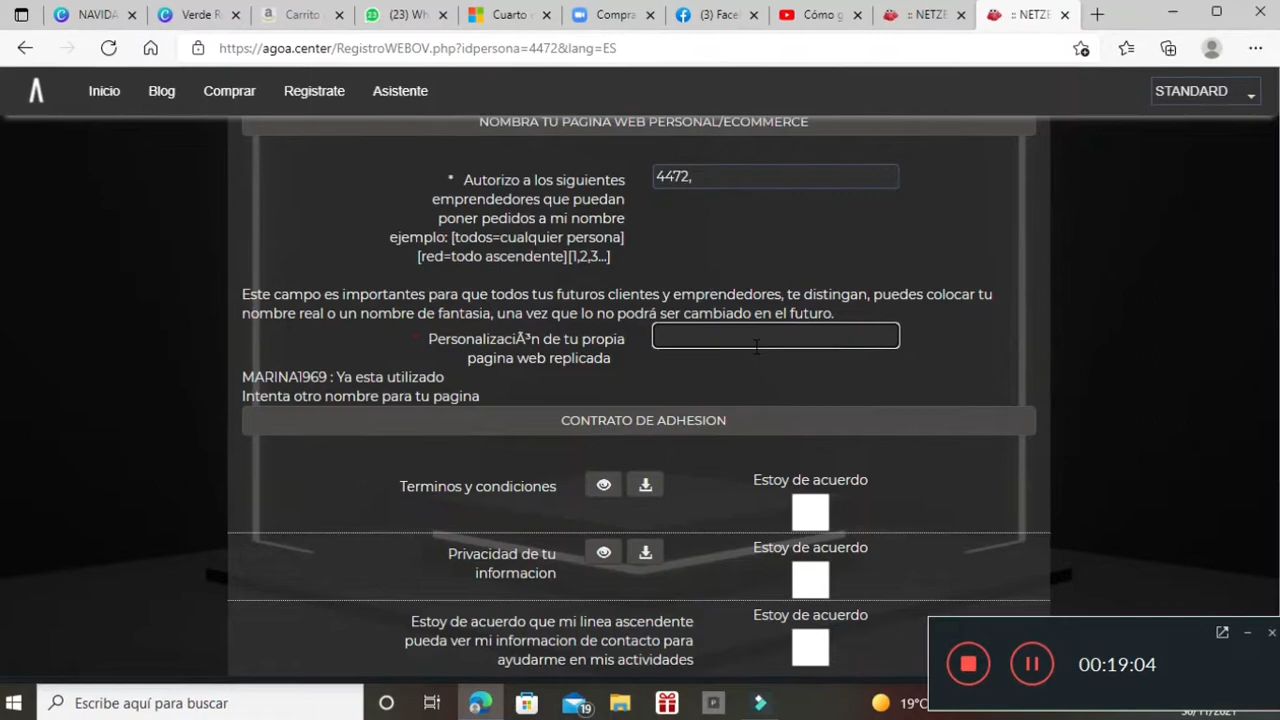 NAVIDA
Verde R
Carrito
(23) Wh
Cuarto v
Compra
(3) Face
Cómo g
:: NETZE
:: NETZE
https://agoa.center/RegistroWEBOV.php?idpersona=4472&lang=ES
Inicio
Blog
Comprar
Registrate
Asistente
STANDARD
NOMBRA TU PAGINA WEB PERSONAL/ECOMMERCE
* Autorizo a los siguientes
emprendedores que puedan
poner pedidos a mi nombre
ejemplo: [todos=cualquier persona]
[red=todo ascendente][1,2,3...]
4472,
Este campo es importantes para que todos tus futuros clientes y emprendedores, te distingan, puedes colocar tu
nombre real o un nombre de fantasia, una vez que lo no podrá ser cambiado en el futuro.
* PersonalizaciÃ³n de tu propia
pagina web replicada
MARINA1969 : Ya esta utilizado
Intenta otro nombre para tu pagina
CONTRATO DE ADHESION
Terminos y condiciones
Estoy de acuerdo
Privacidad de tu
informacion
Estoy de acuerdo
Estoy de acuerdo que mi linea ascendente
pueda ver mi informacion de contacto para
ayudarme en mis actividades
Estoy de acuerdo
00:19:04
Escribe aquí para buscar
19
19°C
30/11/2021